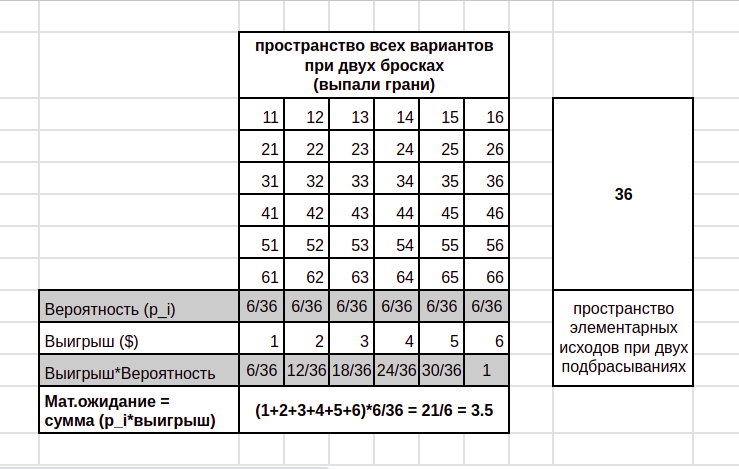 пространство всех вариантов
при двух бросках
(выпали грани)
11 12 13 14 15 16
21 22 23 24 25 26
31 32 33 34 35 36
41 42 43 44 45 46
51 52 53 54 55 56
61 62 63 64 65 66
36
Вероятность (p_i) 6/36 6/36 6/36 6/36 6/36 6/36
Выигрыш ($) 1 2 3 4 5 6
Выигрыш*Вероятность 6/36 12/36 18/36 24/36 30/36 1
Мат.ожидание =
сумма (p_i*выигрыш)
(1+2+3+4+5+6)*6/36 = 21/6 = 3.5
пространство
элементарных
исходов при двух
подбрасываниях